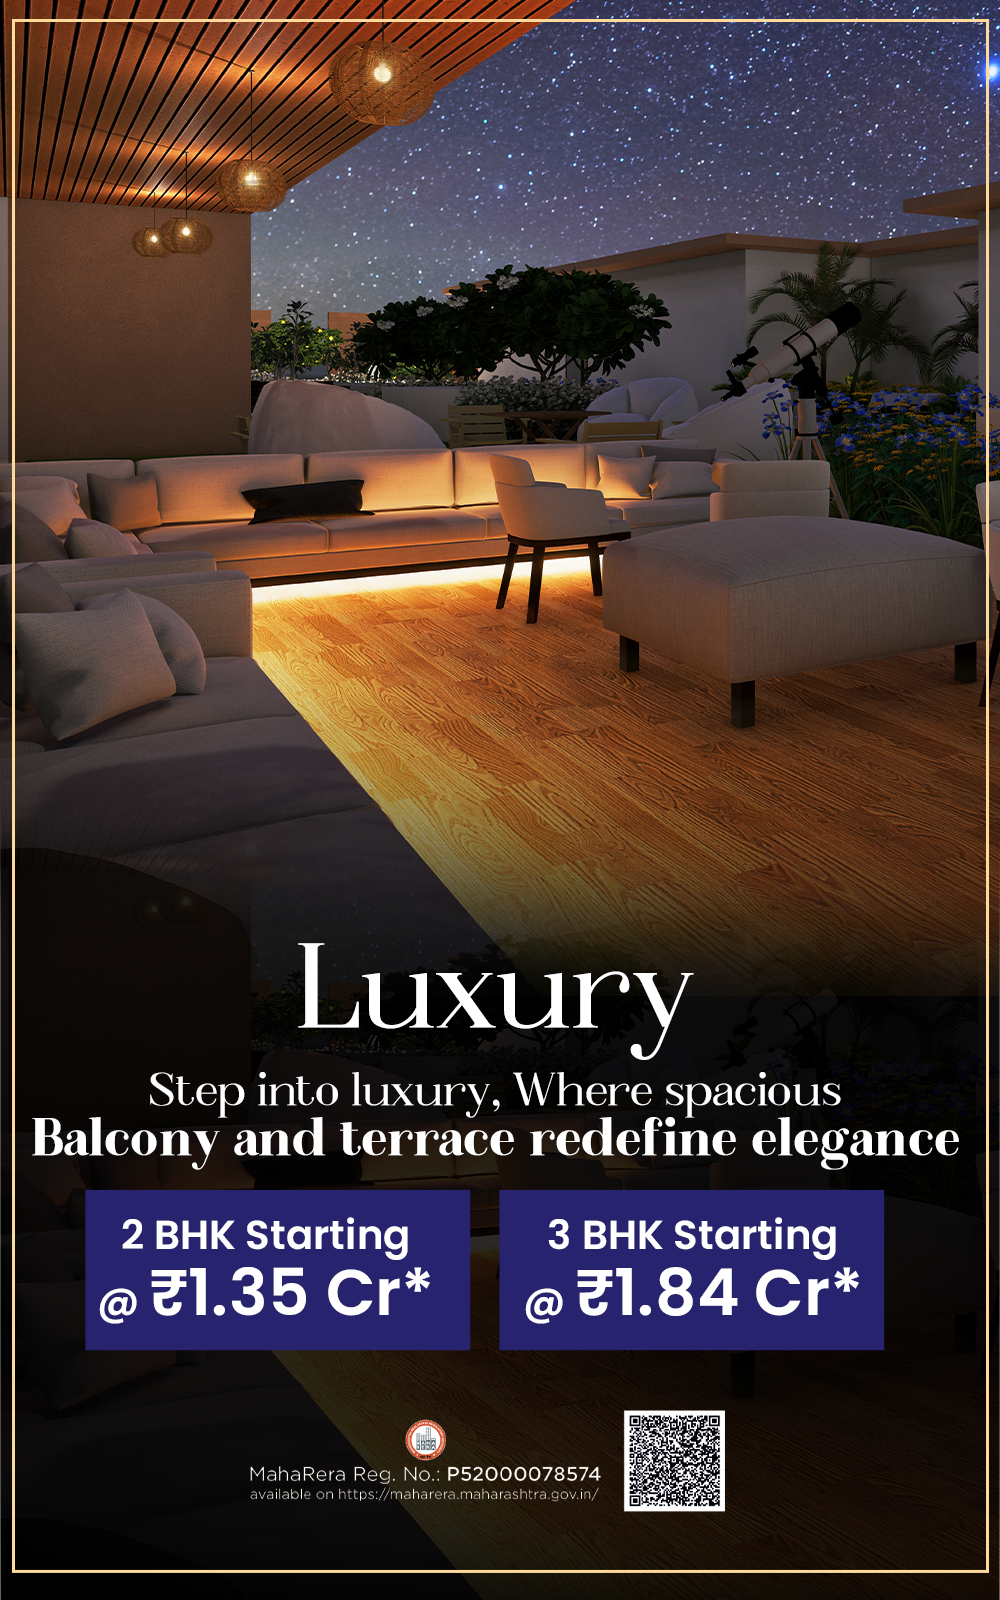 Luxury
Step into luxury, Where spacious
Balcony and terrace redefine elegance
2 BHK Starting
@ ₹1.35 Cr*
3 BHK Starting
@ ₹1.84 Cr*
MahaRera Reg. No.: P52000078574
available on https://maharera.maharashtra.gov.in/